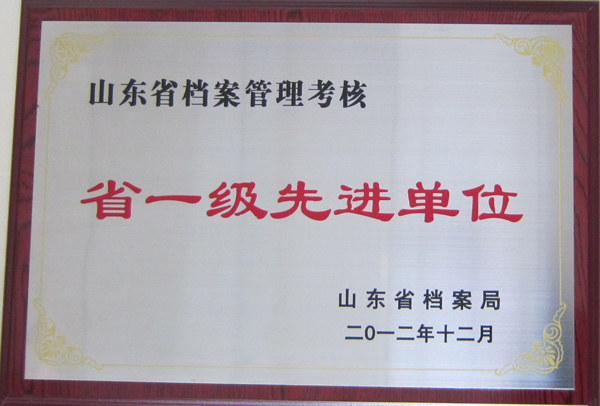 山东省档案管理考核
省一级先进单位
山东省档案局
二0一二年十二月